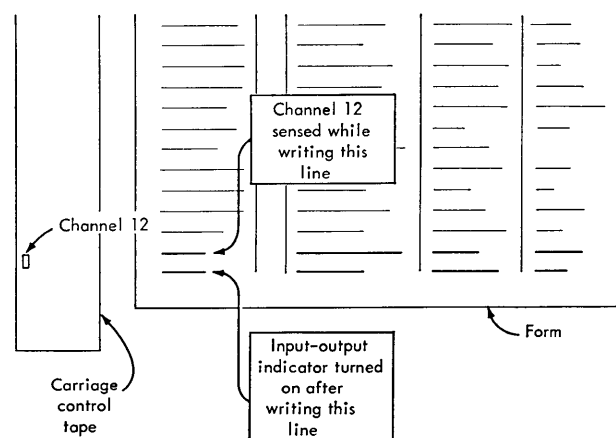 Channel 12
sensed while
writing this
line
Channel 12
Form
Input-output
indicator turned
on after
writing this
line
Carriage
control
tape